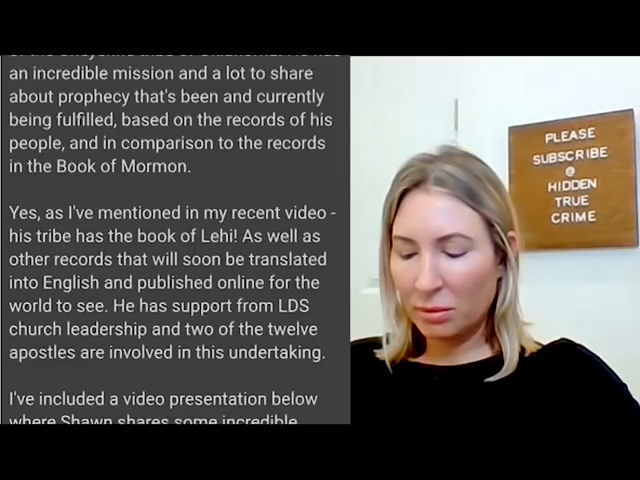 an incredible mission and a lot to share
about prophecy that's been and currently
being fulfilled, based on the records of his
people, and in comparison to the records
in the Book of Mormon.
Yes, as I've mentioned in my recent video -
his tribe has the book of Lehi! As well as
other records that will soon be translated
into English and published online for the
world to see. He has support from LDS
church leadership and two of the twelve
apostles are involved in this undertaking.
I've included a video presentation below
where Shawn shares some incredible
PLEASE
SUBSCRIBE
@
HIDDEN
TRUE
CRIME